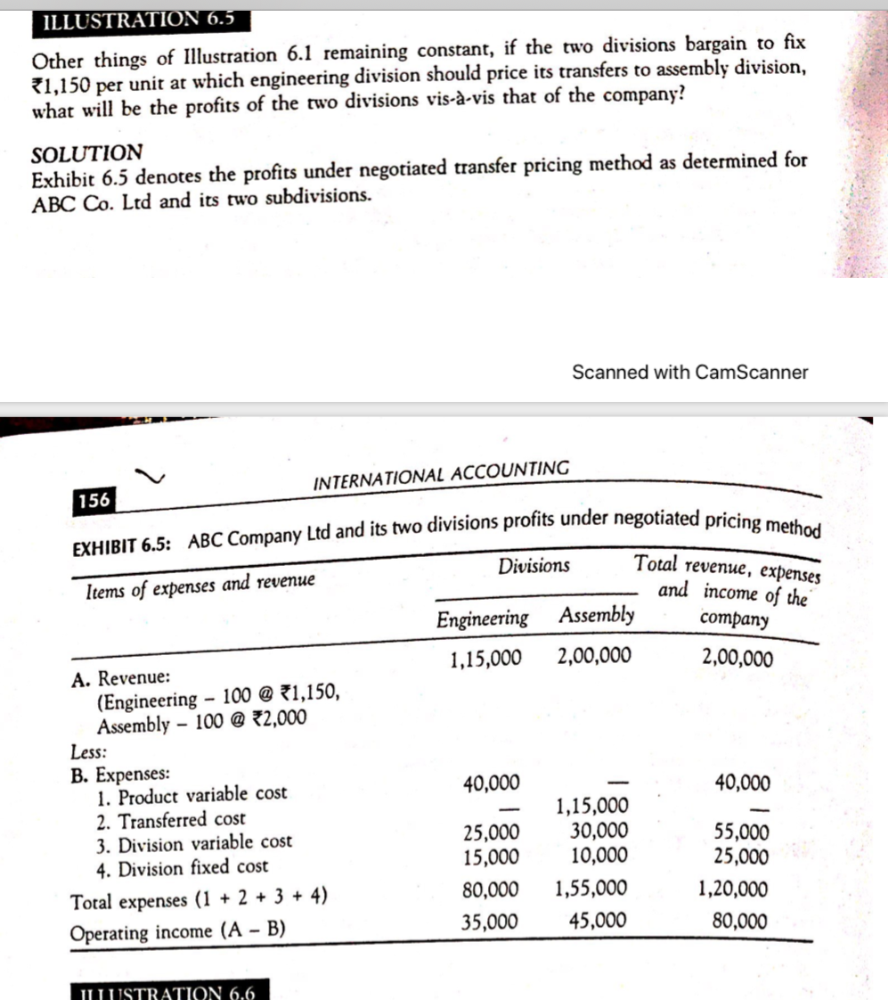 ILLUSTRATION 6.5
Other things of Illustration 6.1 remaining constant, if the two divisions bargain to fix
₹1,150 per unit at which engineering division should price its transfers to assembly division,
what will be the profits of the two divisions vis-à-vis that of the company?
SOLUTION
Exhibit 6.5 denotes the profits under negotiated transfer pricing method as determined for
ABC Co. Ltd and its two subdivisions.
Scanned with CamScanner
156
INTERNATIONAL ACCOUNTING
EXHIBIT 6.5: ABC Company Ltd and its two divisions profits under negotiated pricing method
Items of expenses and revenue Divisions Total revenue, expenses
and income of the
Engineering Assembly company
A. Revenue: 1,15,000 2,00,000 2,00,000
(Engineering – 100 @ ₹1,150,
Assembly – 100 @ ₹2,000
Less:
B. Expenses:
1. Product variable cost 40,000 — 40,000
2. Transferred cost — 1,15,000 —
3. Division variable cost 25,000 30,000 55,000
4. Division fixed cost 15,000 10,000 25,000
Total expenses (1 + 2 + 3 + 4) 80,000 1,55,000 1,20,000
Operating income (A – B) 35,000 45,000 80,000
ILLUSTRATION 6.6